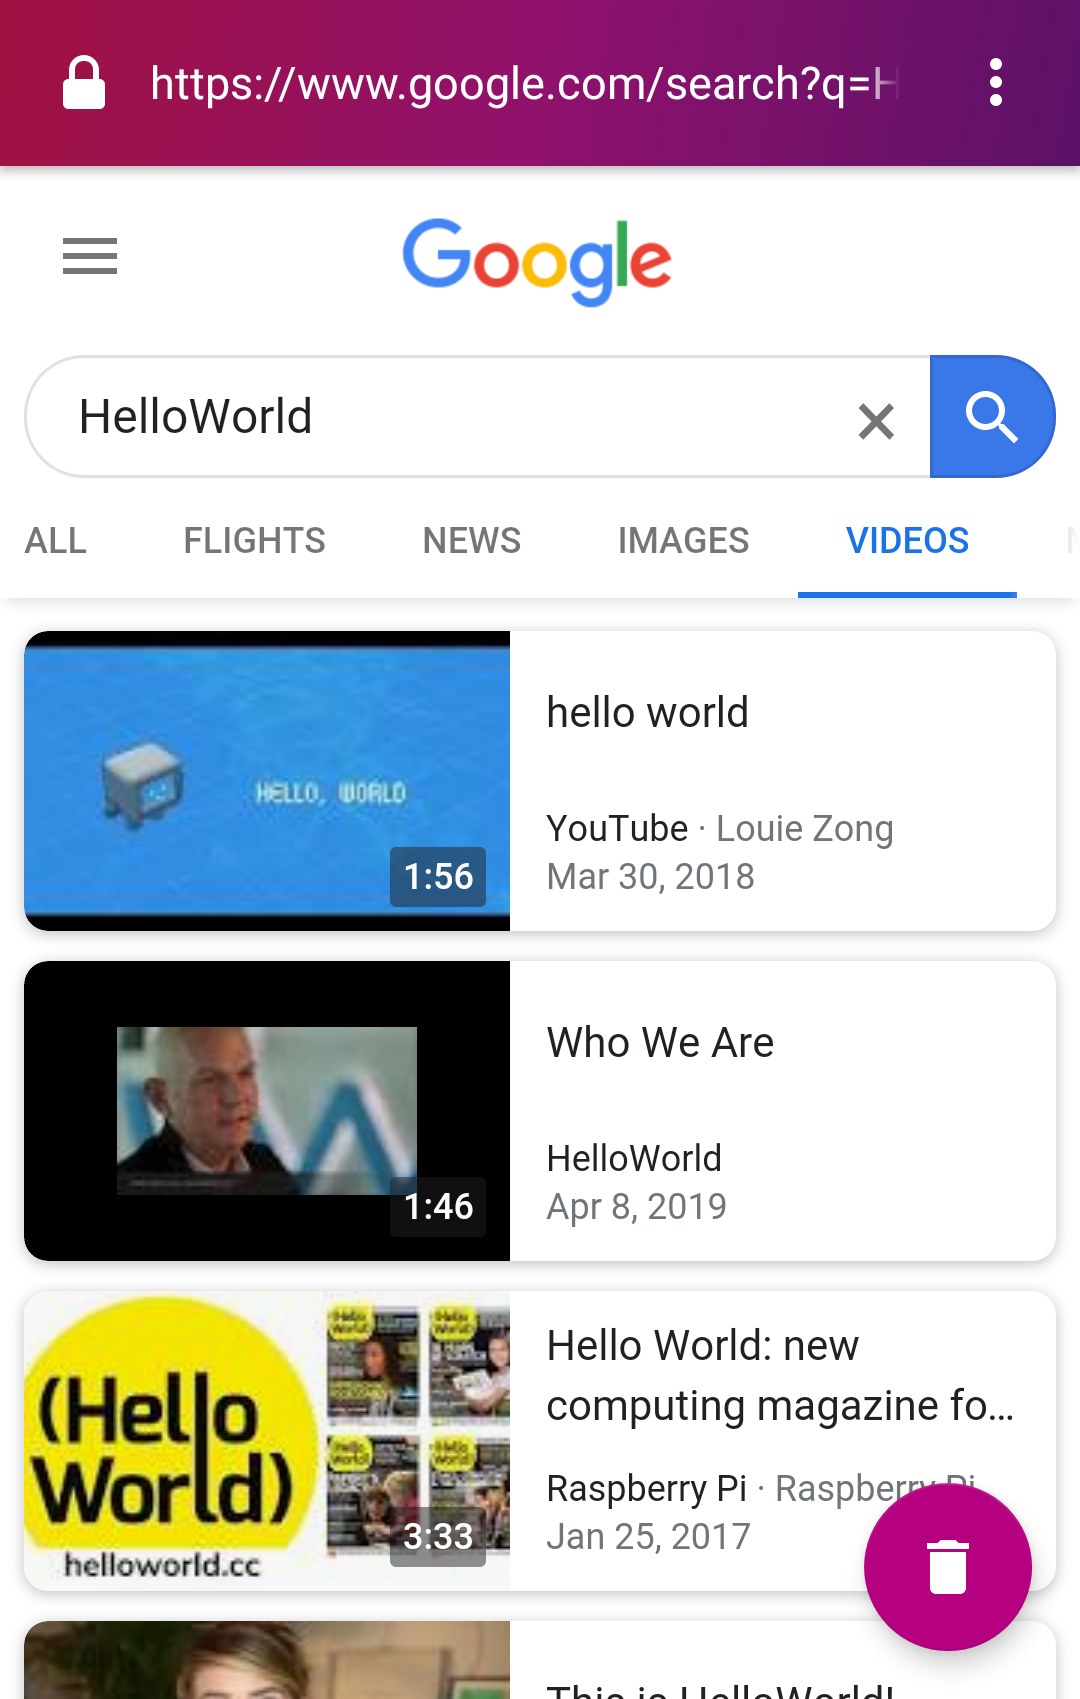 https://www.google.com/search?q=H
Google
HelloWorld
ALL FLIGHTS NEWS IMAGES VIDEOS
HELLO, WORLD
1:56
hello world
YouTube · Louie Zong
Mar 30, 2018
1:46
Who We Are
HelloWorld
Apr 8, 2019
(Hello
World)
helloworld.cc
3:33
Hello World: new
computing magazine fo...
Raspberry Pi · Raspberry Pi
Jan 25, 2017
This is HelloWorld!